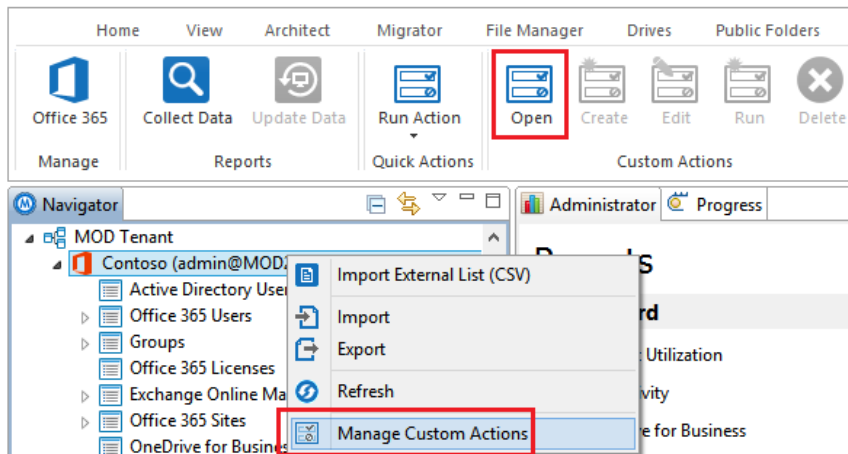 Home View Architect Migrator File Manager Drives Public Folders
Office 365 Collect Data Update Data Run Action Open Create Edit Run Delete
Manage Reports Quick Actions Custom Actions
Navigator Administrator Progress
MOD Tenant
Contoso (admin@MOD
Import External List (CSV)
Active Directory Use
Office 365 Users Import
Groups Export Utilization
Office 365 Licenses
Exchange Online Ma Refresh
Office 365 Sites Manage Custom Actions e for Business
OneDrive for Busines